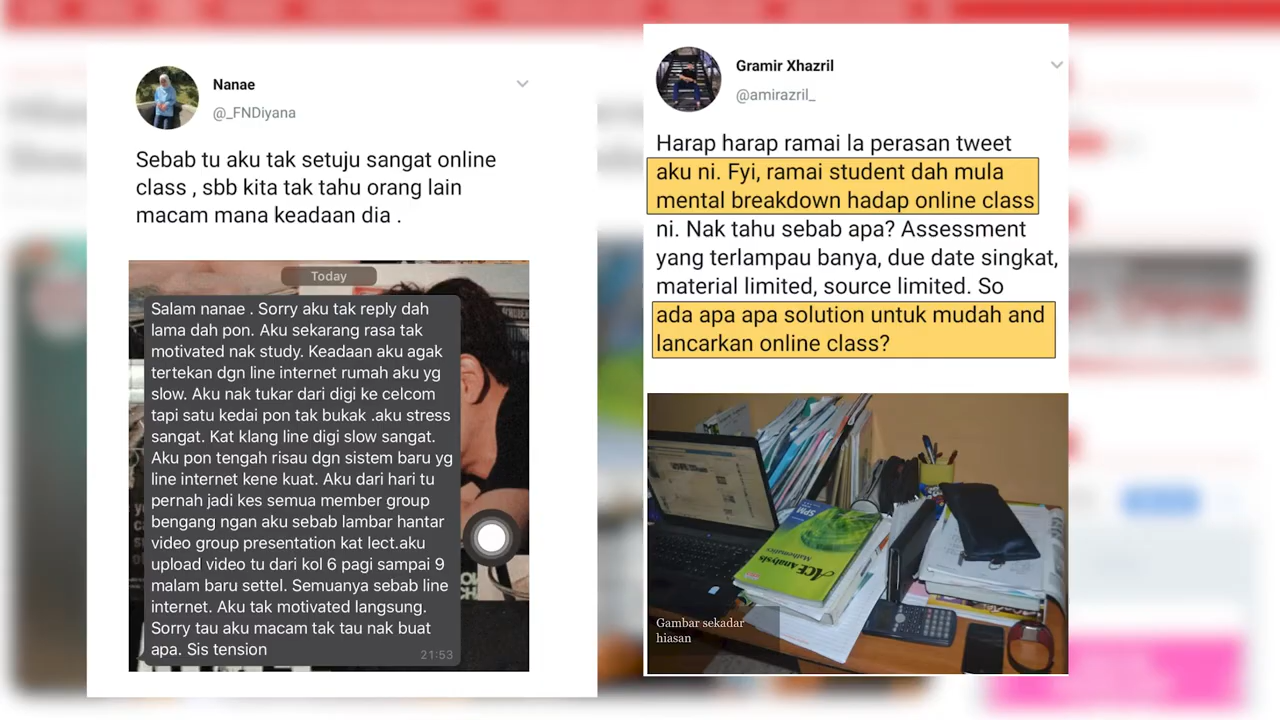 Nanae
@_FNDiyana
Sebab tu aku tak setuju sangat online
class , sbb kita tak tahu orang lain
macam mana keadaan dia .
Today
Salam nanae . Sorry aku tak reply dah
lama dah pon. Aku sekarang rasa tak
motivated nak study. Keadaan aku agak
tertekan dgn line internet rumah aku yg
slow. Aku nak tukar dari digi ke celcom
tapi satu kedai pon tak bukak .aku stress
sangat. Kat klang line digi slow sangat.
Aku pon tengah risau dgn sistem baru yg
line internet kene kuat. Aku dari hari tu
pernah jadi kes semua member group
bengang ngan aku sebab lambar hantar
video group presentation kat lect.aku
upload video tu dari kol 6 pagi sampai 9
malam baru settel. Semuanya sebab line
internet. Aku tak motivated langsung.
Sorry tau aku macam tak tau nak buat
apa. Sis tension
21:53
Gramir Xhazril
@amirazril_
Harap harap ramai la perasan tweet
aku ni. Fyi, ramai student dah mula
mental breakdown hadap online class
ni. Nak tahu sebab apa? Assessment
yang terlampau banya, due date singkat,
material limited, source limited. So
ada apa apa solution untuk mudah and
lancarkan online class?
SPM
ACE Analysis
Mathematics
Gambar sekadar
hiasan